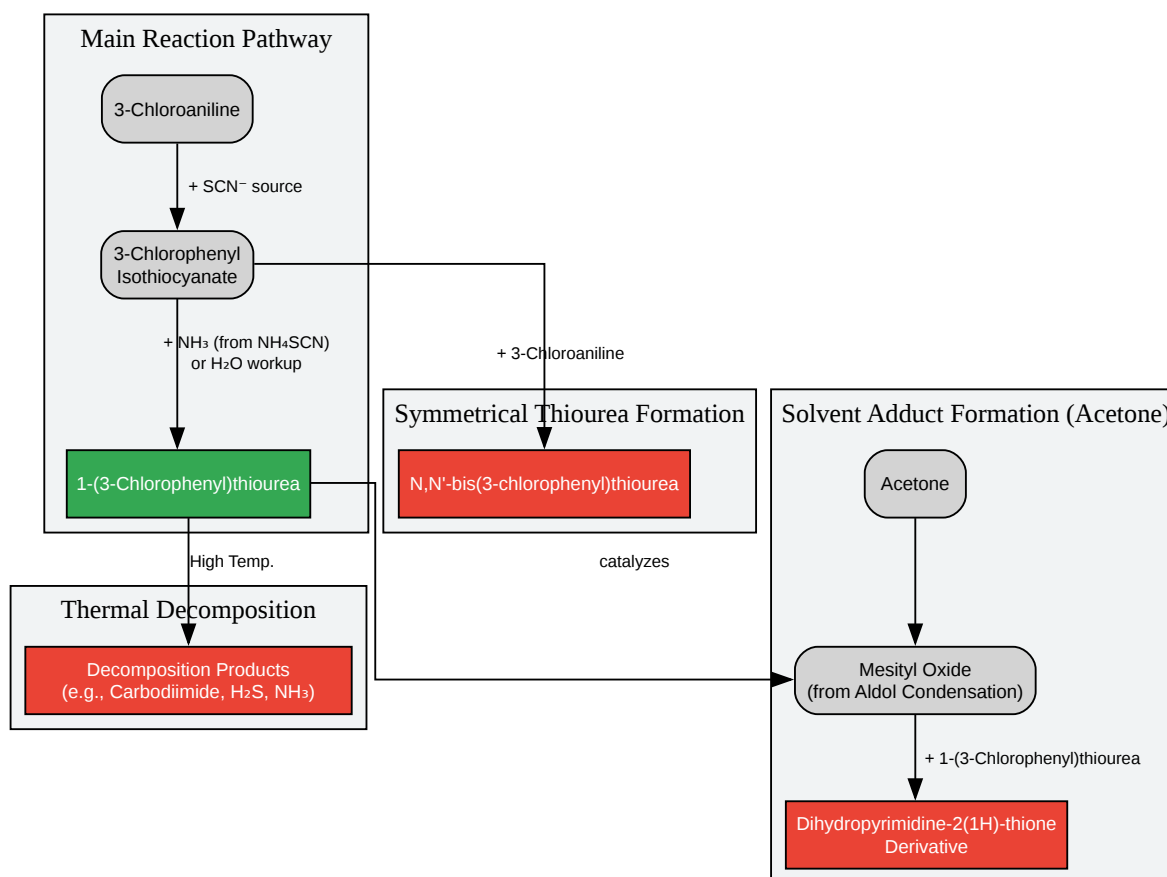 Main Reaction Pathway
3-Chloroaniline
+ SCN⁻ source
3-Chlorophenyl
Isothiocyanate
+ NH₃ (from NH₄SCN)
or H₂O workup
+ 3-Chloroaniline
1-(3-Chlorophenyl)thiourea
Symmetrical Thiourea Formation
N,N'-bis(3-chlorophenyl)thiourea
Solvent Adduct Formation (Acetone)
Acetone
High Temp.
catalyzes
Thermal Decomposition
Decomposition Products
(e.g., Carbodiimide, H₂S, NH₃)
Mesityl Oxide
(from Aldol Condensation)
+ 1-(3-Chlorophenyl)thiourea
Dihydropyrimidine-2(1H)-thione
Derivative